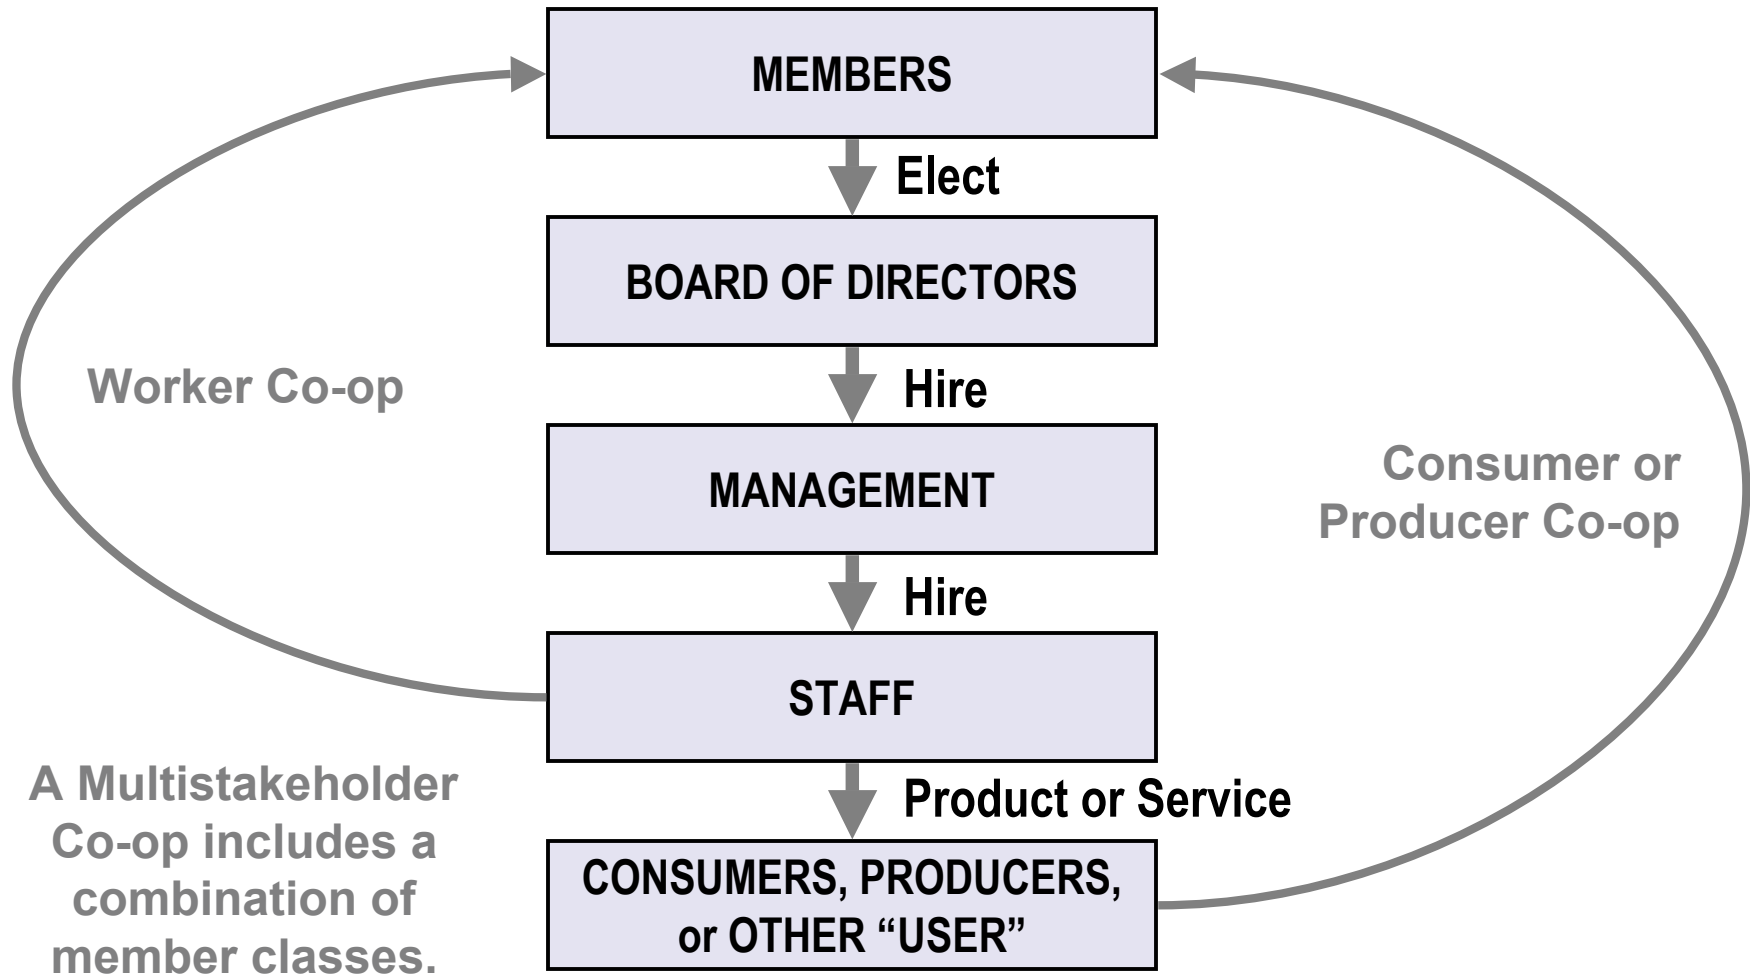 MEMBERS
Elect
BOARD OF DIRECTORS
Hire
Worker Co-op
MANAGEMENT
Consumer or
Producer Co-op
Hire
STAFF
A Multistakeholder
Co-op includes a
combination of
member classes.
Product or Service
CONSUMERS, PRODUCERS,
or OTHER “USER”